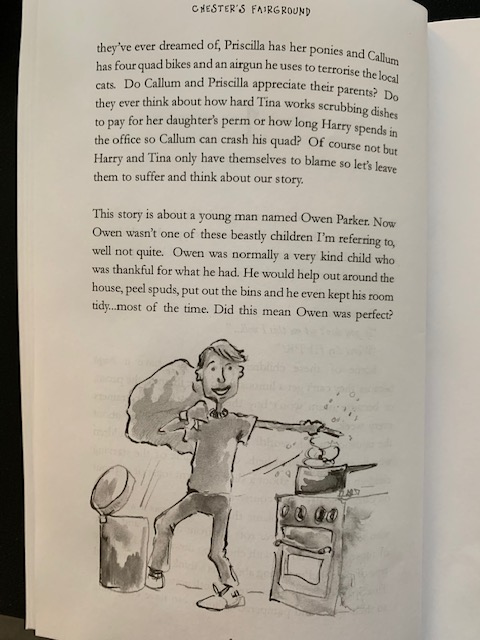 CHESTER'S FAIRGROUND
they've ever dreamed of, Priscilla has her ponies and Callum
has four quad bikes and an airgun he uses to terrorise the local
cats. Do Callum and Priscilla appreciate their parents? Do
they ever think about how hard Tina works scrubbing dishes
to pay for her daughter's perm or how long Harry spends in
the office so Callum can crash his quad? Of course not but
Harry and Tina only have themselves to blame so let's leave
them to suffer and think about our story.
This story is about a young man named Owen Parker. Now
Owen wasn't one of these beastly children I'm referring to,
well not quite. Owen was normally a very kind child who
was thankful for what he had. He would help out around the
house, peel spuds, put out the bins and he even kept his room
tidy...most of the time. Did this mean Owen was perfect?